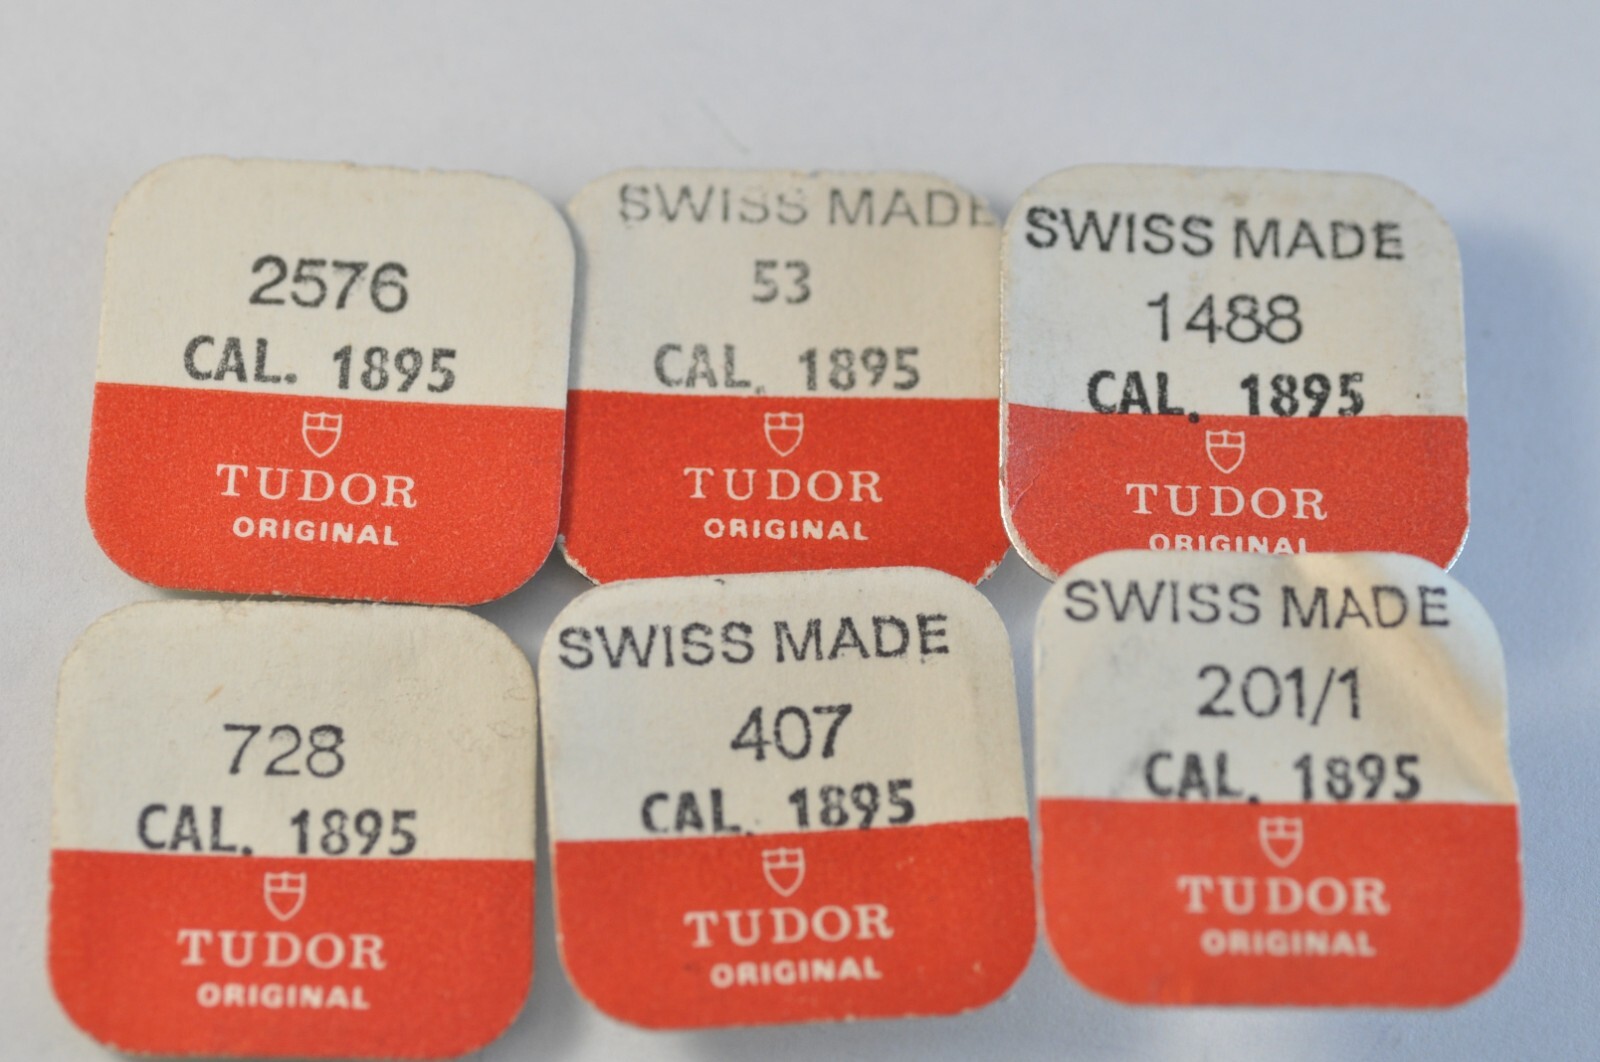 2576
CAL. 1895
TUDOR
ORIGINAL
SWISS MADE
53
CAL. 1895
TUDOR
ORIGINAL
SWISS MADE
1488
CAL. 1895
TUDOR
ORIGINAL
728
CAL. 1895
TUDOR
ORIGINAL
SWISS MADE
407
CAL. 1895
TUDOR
ORIGINAL
SWISS MADE
201/1
CAL. 1895
TUDOR
ORIGINAL